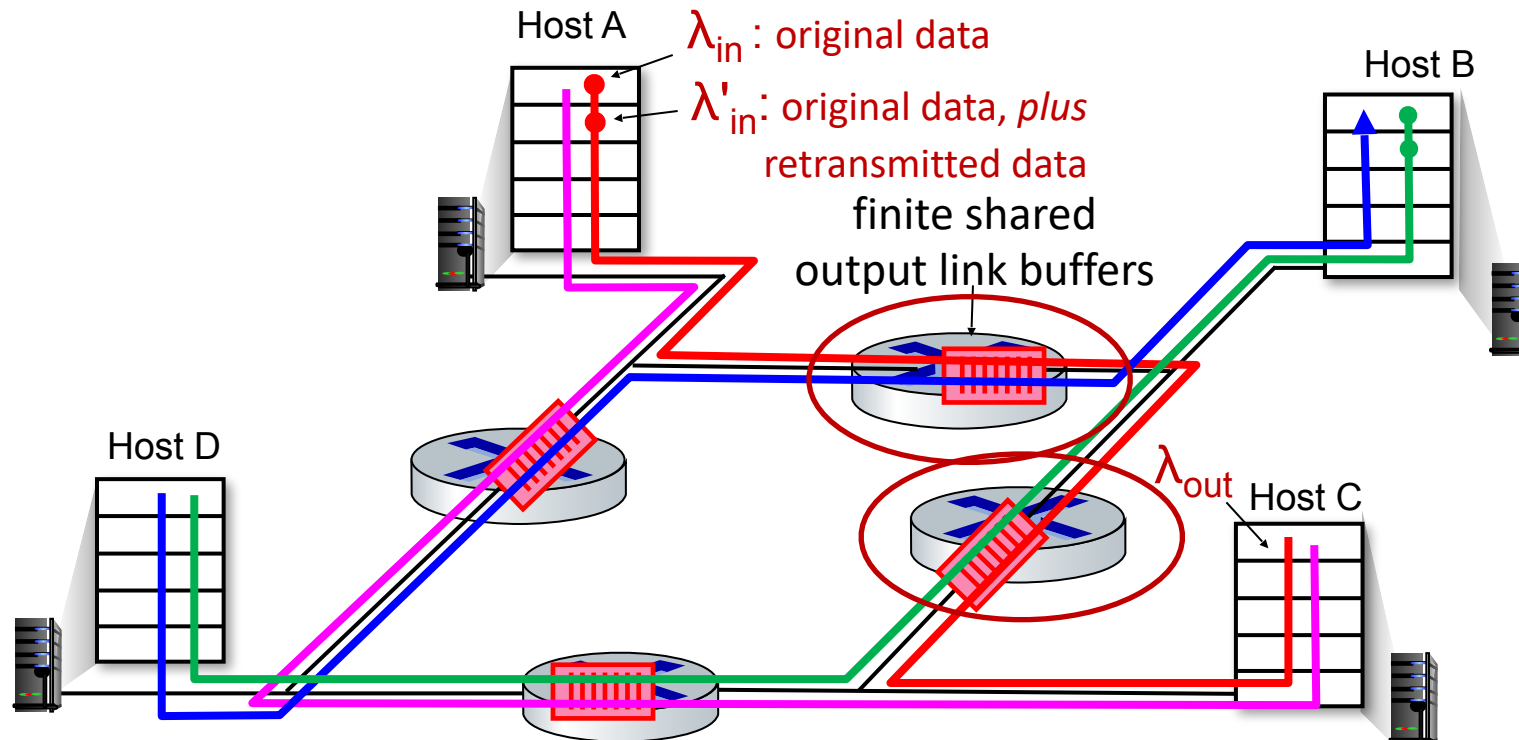 Host A
λin : original data
λ'in: original data, plus
retransmitted data
finite shared
output link buffers
Host B
Host D
λout
Host C